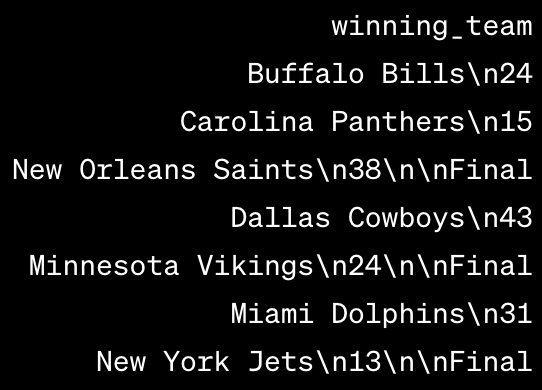 winning_team
Buffalo Bills\n24
Carolina Panthers\n15
New Orleans Saints\n38\n\nFinal
Dallas Cowboys\n43
Minnesota Vikings\n24\n\nFinal
Miami Dolphins\n31
New York Jets\n13\n\nFinal